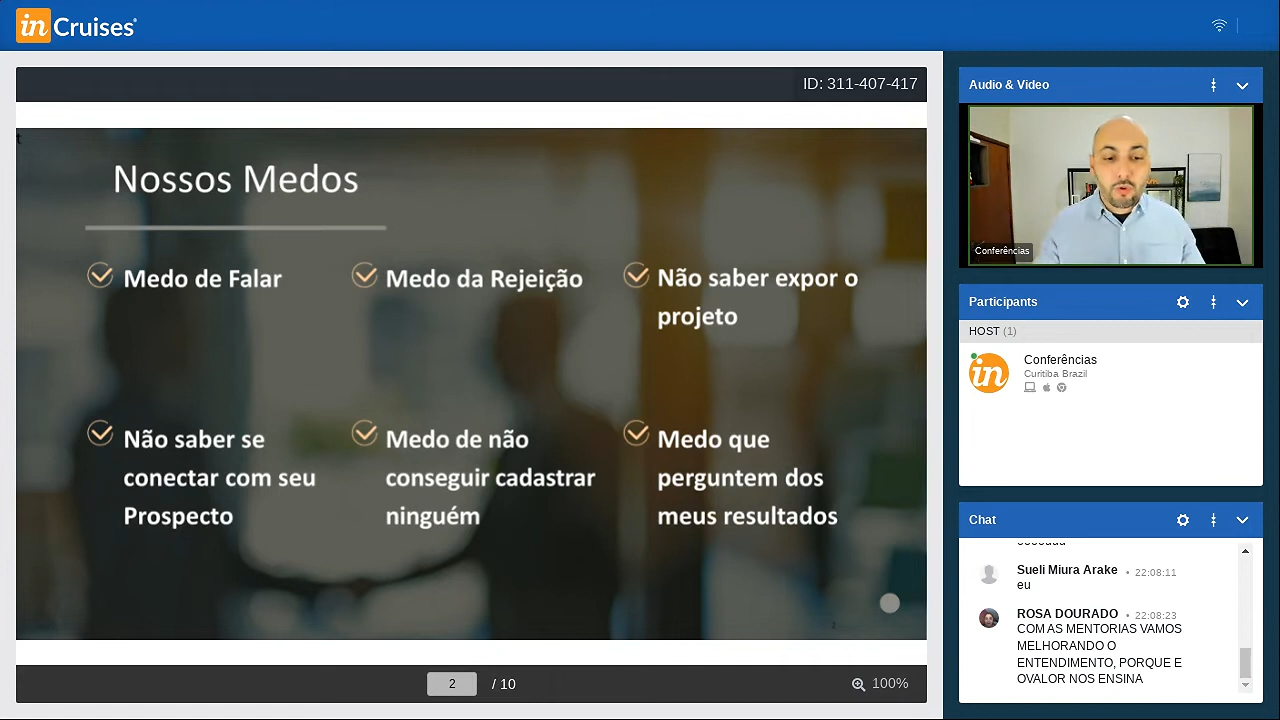 in Cruises
ID: 311-407-417
Nossos Medos
Medo de Falar
Medo da Rejeição
Não saber expor o
projeto
Não saber se
conectar com seu
Prospecto
Medo de não
conseguir cadastrar
ninguém
Medo que
perguntem dos
meus resultados
2 / 10
100%
Audio & Video
Conferências
Participants
HOST (1)
in
Conferências
Curitiba Brazil
Chat
Sueli Miura Arake • 22:08:11
eu
ROSA DOURADO • 22:08:23
COM AS MENTORIAS VAMOS
MELHORANDO O
ENTENDIMENTO, PORQUE E
OVALOR NOS ENSINA